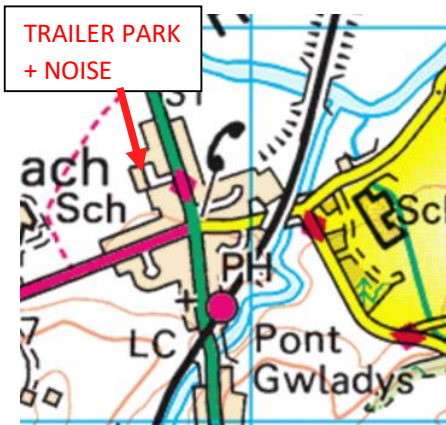 TRAILER PARK
+ NOISE
ach
Sch
Sch
PH
LC
Pont
Gwladys